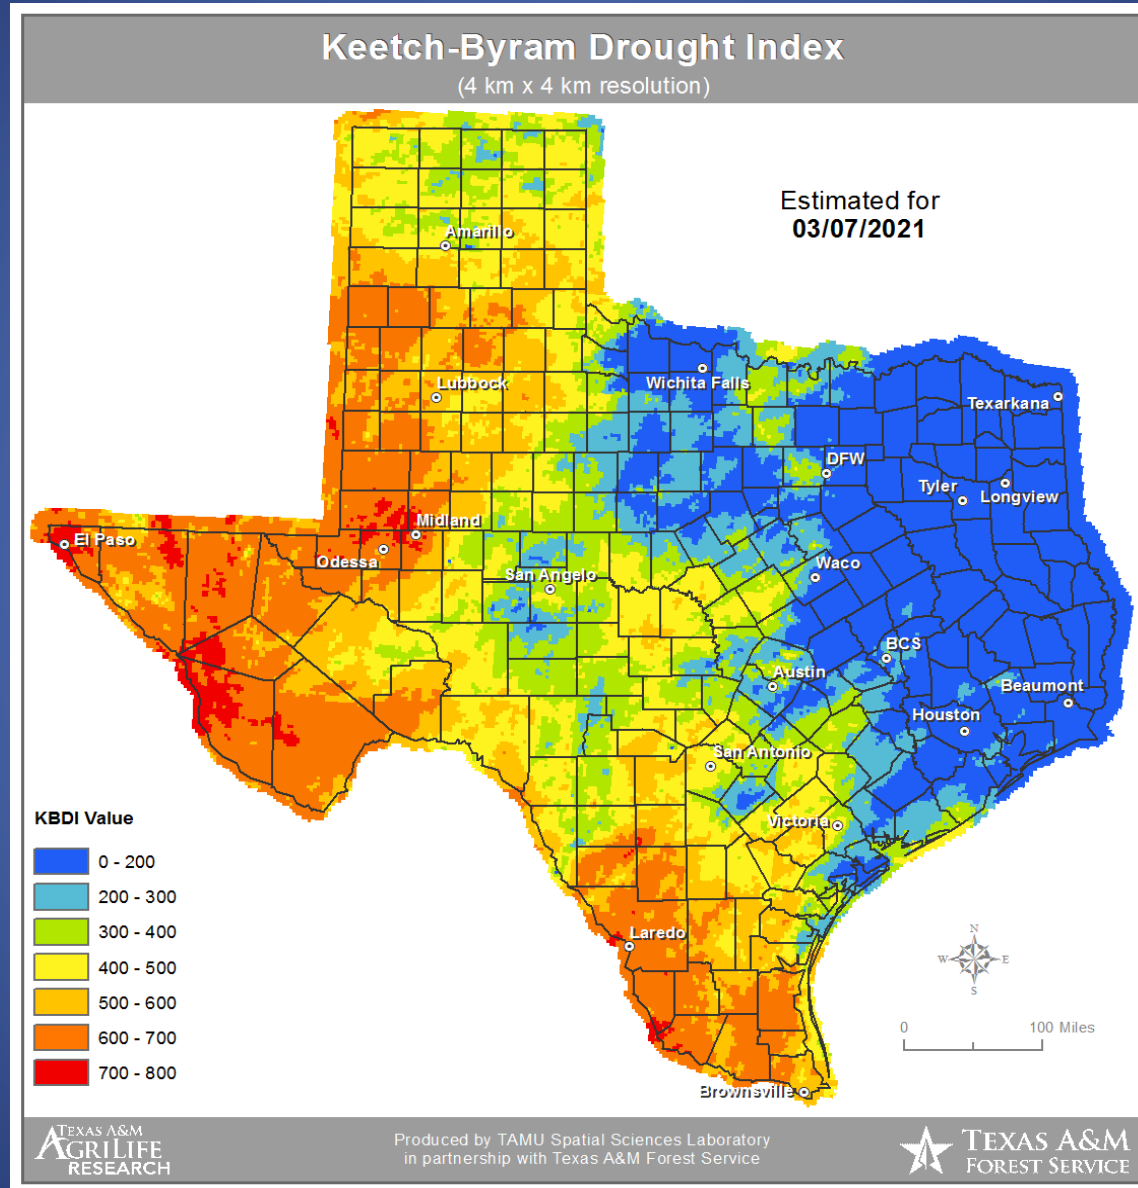 Keetch-Byram Drought Index
(4 km x 4 km resolution)
Estimated for
03/07/2021
Amarillo
Lubbock
Wichita Falls
Texarkana
DFW
Tyler
Longview
Midland
El Paso
Odessa
San Angelo
Waco
BCS
Austin
Beaumont
Houston
San Antonio
Victoria
Laredo
Brownsville
KBDI Value
0 - 200
200 - 300
300 - 400
400 - 500
500 - 600
600 - 700
700 - 800
N
W E
S
0 100 Miles
TEXAS A&M
AGRILIFE
RESEARCH
Produced by TAMU Spatial Sciences Laboratory
in partnership with Texas A&M Forest Service
TEXAS A&M
FOREST SERVICE